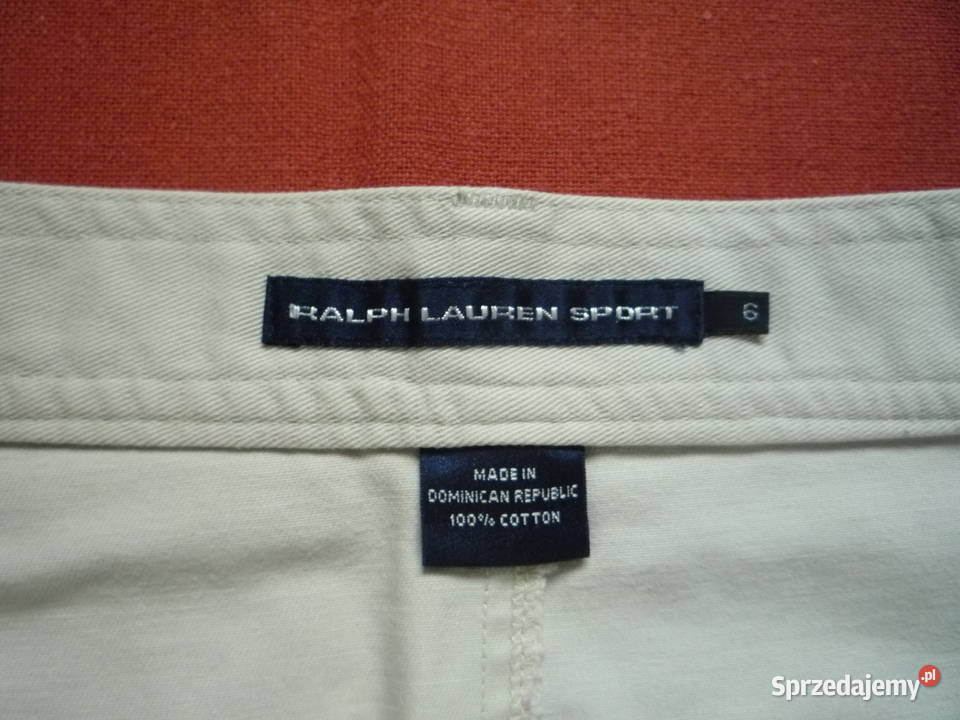 RALPH LAUREN SPORT
6
MADE IN
DOMINICAN REPUBLIC
100% COTTON
Sprzedajemy.pl